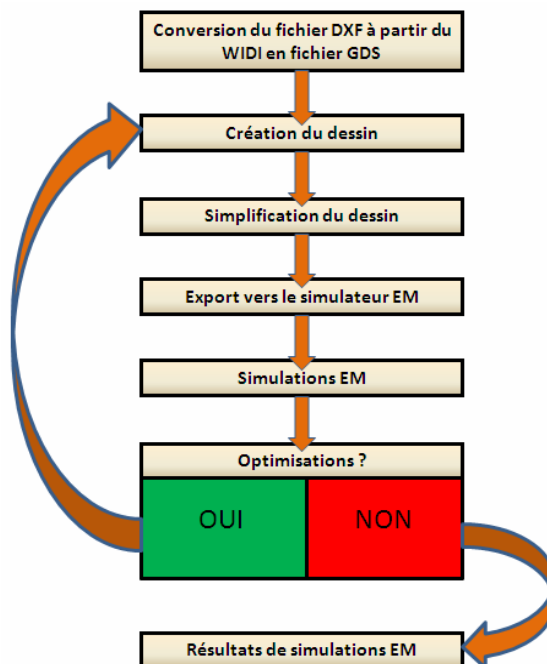 Conversion du fichier DXF à partir du
WIDI en fichier GDS
Création du dessin
Simplification du dessin
Export vers le simulateur EM
Simulations EM
Optimisations ?
OUI
NON
Résultats de simulations EM